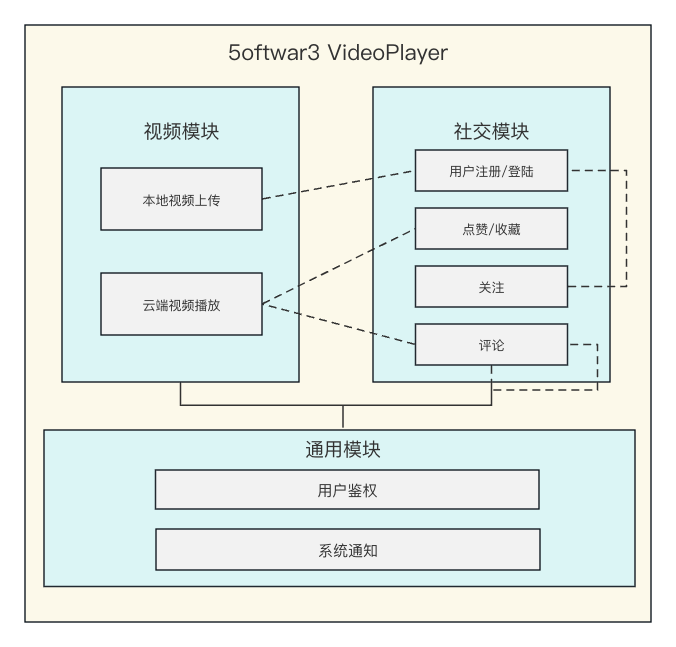 5oftwar3 VideoPlayer
视频模块
本地视频上传
云端视频播放
社交模块
用户注册/登陆
点赞/收藏
关注
评论
通用模块
用户鉴权
系统通知